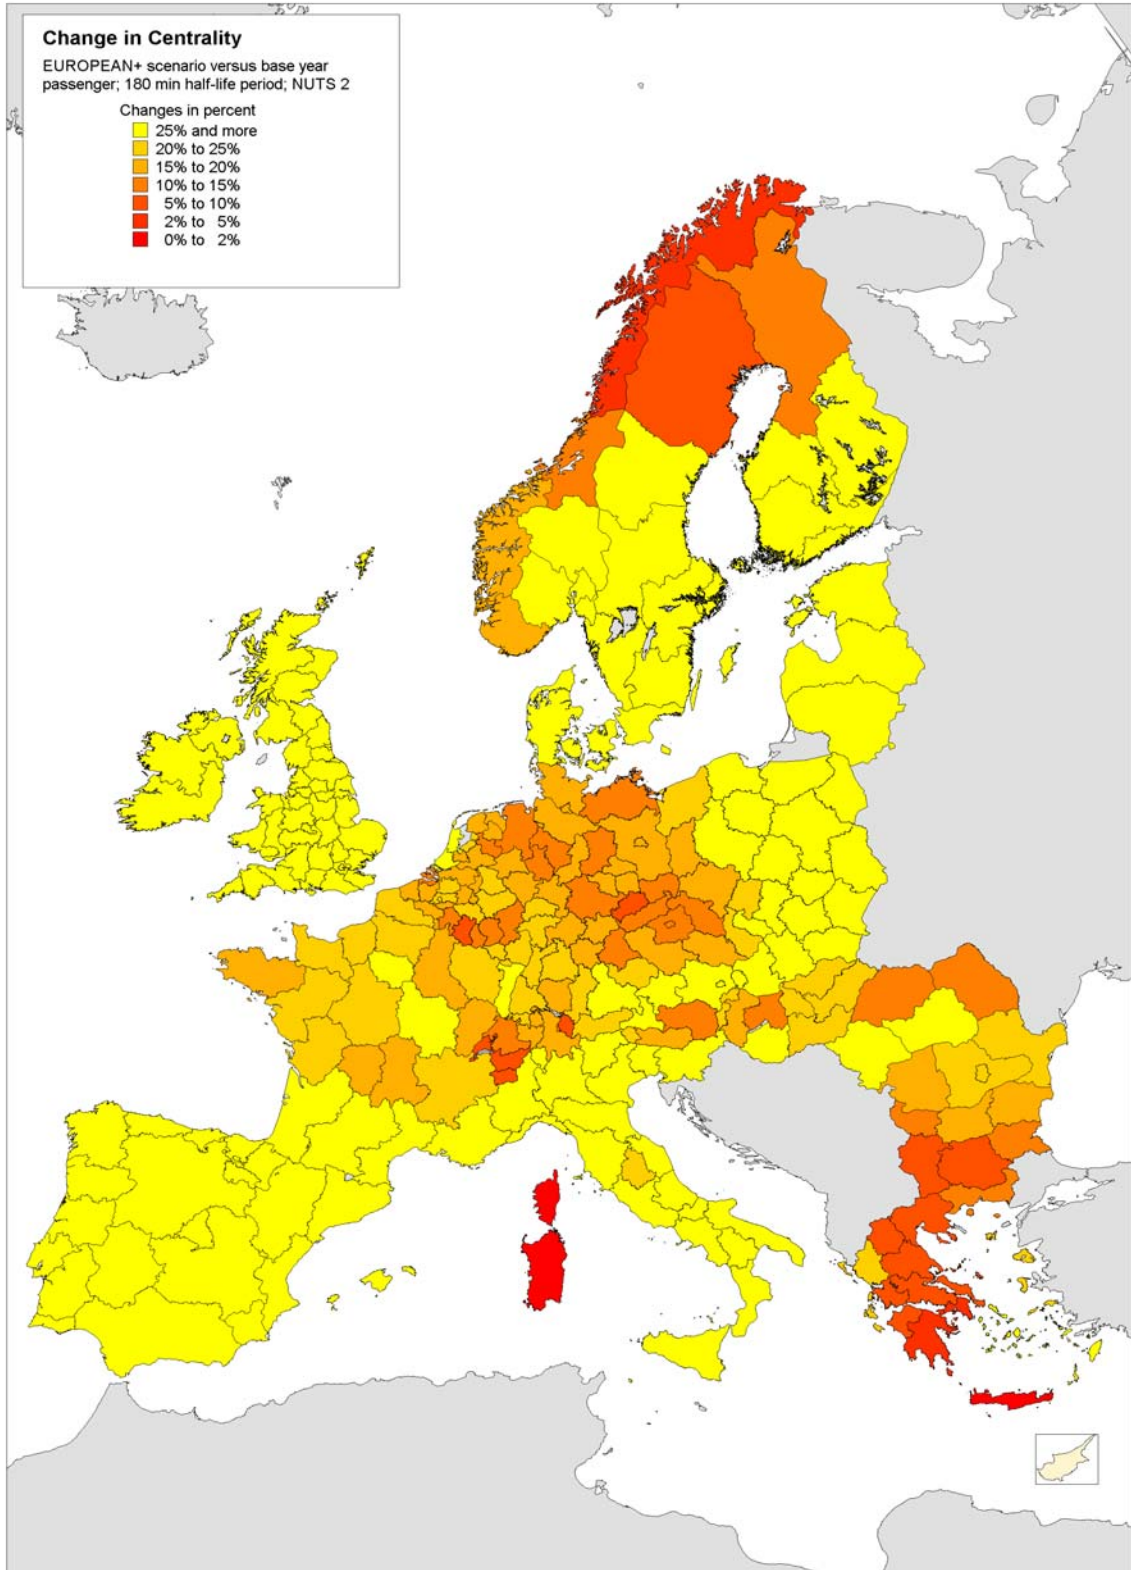 Change in Centrality
EUROPEAN+ scenario versus base year
passenger; 180 min half-life period; NUTS 2
Changes in percent
25% and more
20% to 25%
15% to 20%
10% to 15%
5% to 10%
2% to 5%
0% to 2%